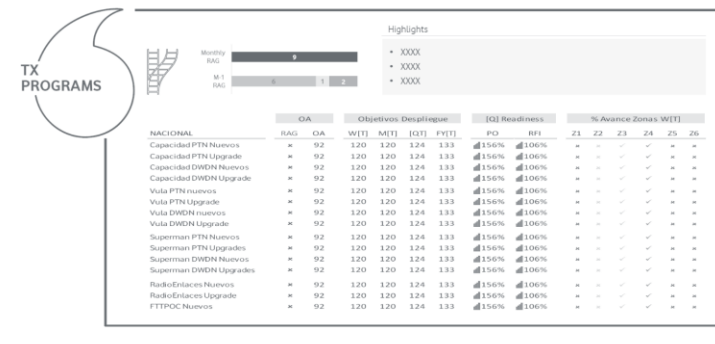 Highlights
Monthly RAG
9
M-1 RAG
6 1 2
• XXXX
• XXXX
• XXXX
TX
PROGRAMS
OA Objetivos Despliegue [Q] Readiness % Avance Zonas W[T]
NACIONAL RAG OA W[T] M[T] [QT] FY[T] PO RFI Z1 Z2 Z3 Z4 Z5 Z6
Capacidad PTN Nuevos × 92 120 120 124 133 156% 106% × × ✓ ✓ × ×
Capacidad PTN Upgrade × 92 120 120 124 133 156% 106% × × ✓ ✓ × ×
Capacidad DWDN Nuevos × 92 120 120 124 133 156% 106% × × ✓ ✓ × ×
Capacidad DWDN Upgrade × 92 120 120 124 133 156% 106% × × ✓ ✓ × ×
Vula PTN nuevos × 92 120 120 124 133 156% 106% × × ✓ ✓ × ×
Vula PTN Upgrade × 92 120 120 124 133 156% 106% × × ✓ ✓ × ×
Vula DWDN nuevos × 92 120 120 124 133 156% 106% × × ✓ ✓ × ×
Vula DWDN Upgrade × 92 120 120 124 133 156% 106% × × ✓ ✓ × ×
Superman PTN Nuevos × 92 120 120 124 133 156% 106% × × ✓ ✓ × ×
Superman PTN Upgrades × 92 120 120 124 133 156% 106% × × ✓ ✓ × ×
Superman DWDN Nuevos × 92 120 120 124 133 156% 106% × × ✓ ✓ × ×
Superman DWDN Upgrades × 92 120 120 124 133 156% 106% × × ✓ ✓ × ×
RadioEnlaces Nuevos × 92 120 120 124 133 156% 106% × × ✓ ✓ × ×
RadioEnlaces Upgrade × 92 120 120 124 133 156% 106% × × ✓ ✓ × ×
FTTPOC Nuevos × 92 120 120 124 133 156% 106% × × ✓ ✓ × ×